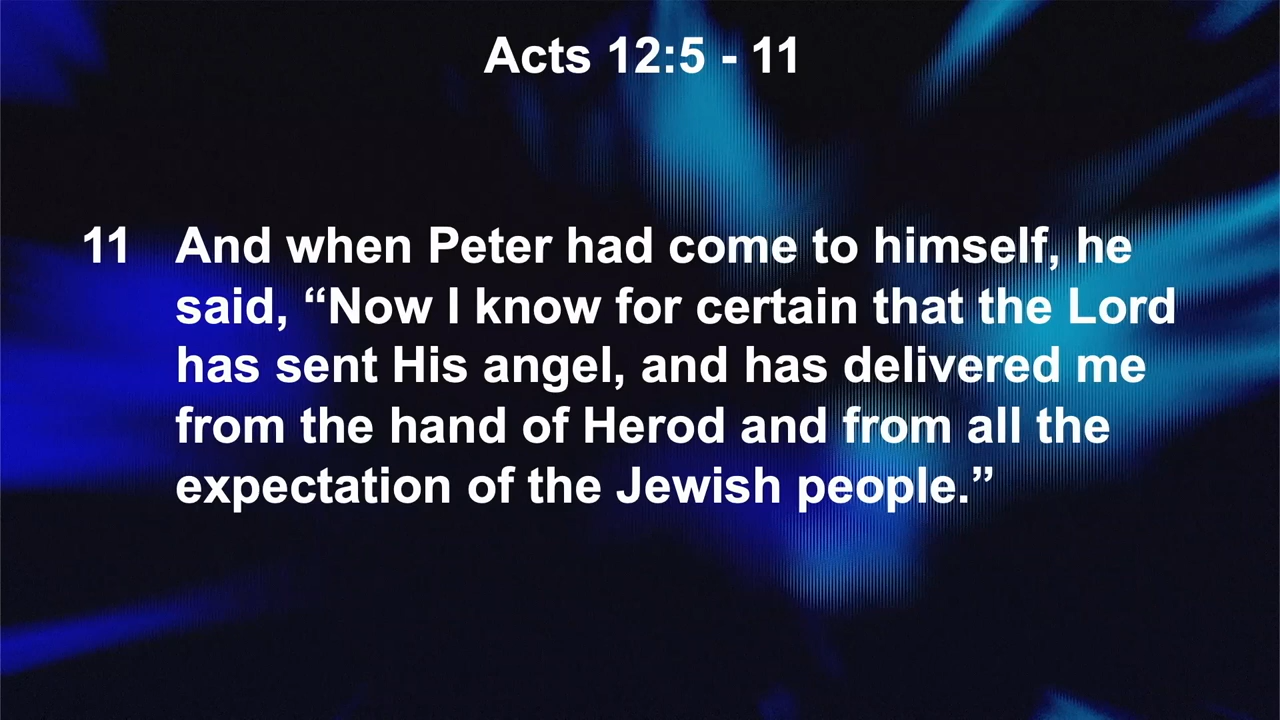 Acts 12:5 - 11
11 And when Peter had come to himself, he
said, “Now I know for certain that the Lord
has sent His angel, and has delivered me
from the hand of Herod and from all the
expectation of the Jewish people.”